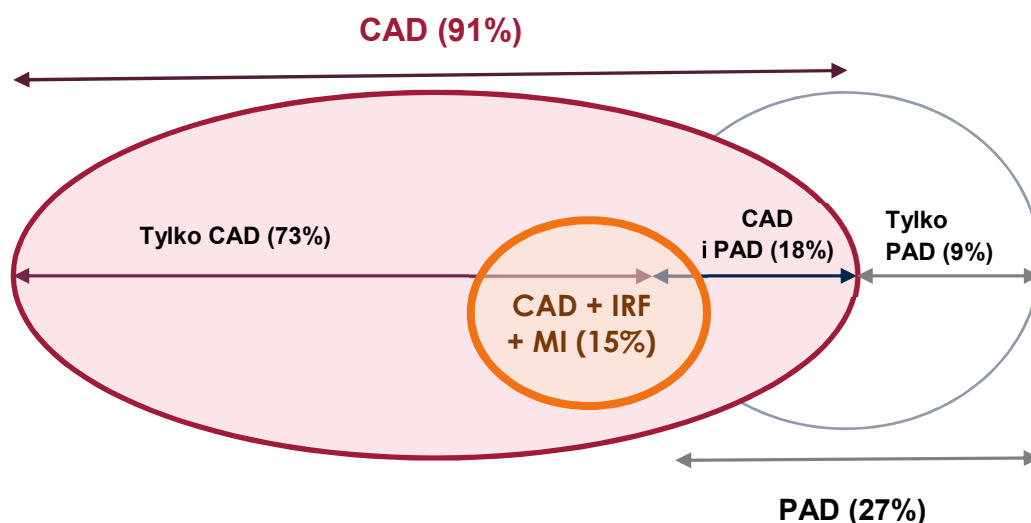 CAD (91%)
Tylko CAD (73%)
CAD
i PAD (18%)
Tylko
PAD (9%)
CAD + IRF
+ MI (15%)
PAD (27%)